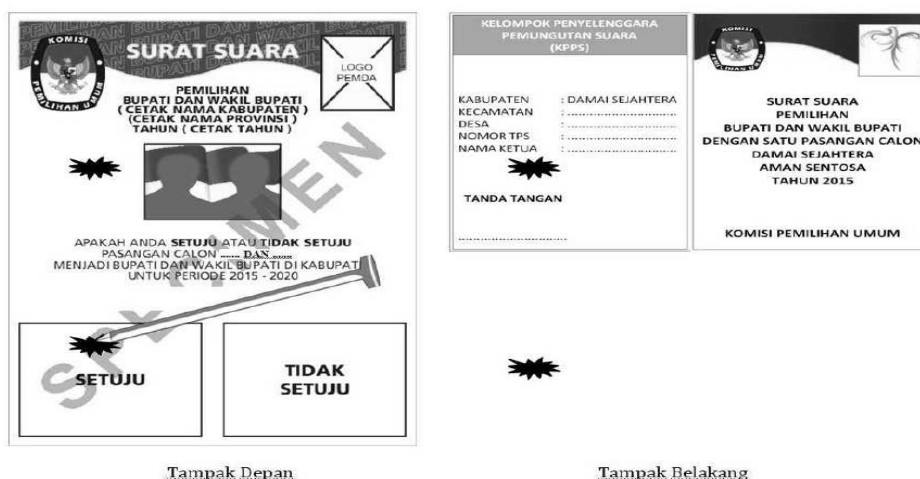 KOMISI
PEMILIHAN UMUM
SURAT SUARA
LOGO
PEMDA
PEMILIHAN
BUPATI DAN WAKIL BUPATI
( CETAK NAMA KABUPATEN )
(CETAK NAMA PROVINSI )
TAHUN ( CETAK TAHUN )
SPECIMEN
APAKAH ANDA SETUJU ATAU TIDAK SETUJU
PASANGAN CALON ...... DAN ......
MENJADI BUPATI DAN WAKIL BUPATI DI KABUPAT
UNTUK PERIODE 2015 - 2020
SETUJU
TIDAK
SETUJU
Tampak Depan
KELOMPOK PENYELENGGARA
PEMUNGUTAN SUARA
(KPPS)
KABUPATEN : DAMAI SEJAHTERA
KECAMATAN : ..............................
DESA : ..............................
NOMOR TPS : ..............................
NAMA KETUA : ..............................
TANDA TANGAN
..............................
KOMISI
SURAT SUARA
PEMILIHAN
BUPATI DAN WAKIL BUPATI
DENGAN SATU PASANGAN CALON
DAMAI SEJAHTERA
AMAN SENTOSA
TAHUN 2015
KOMISI PEMILIHAN UMUM
Tampak Belakang